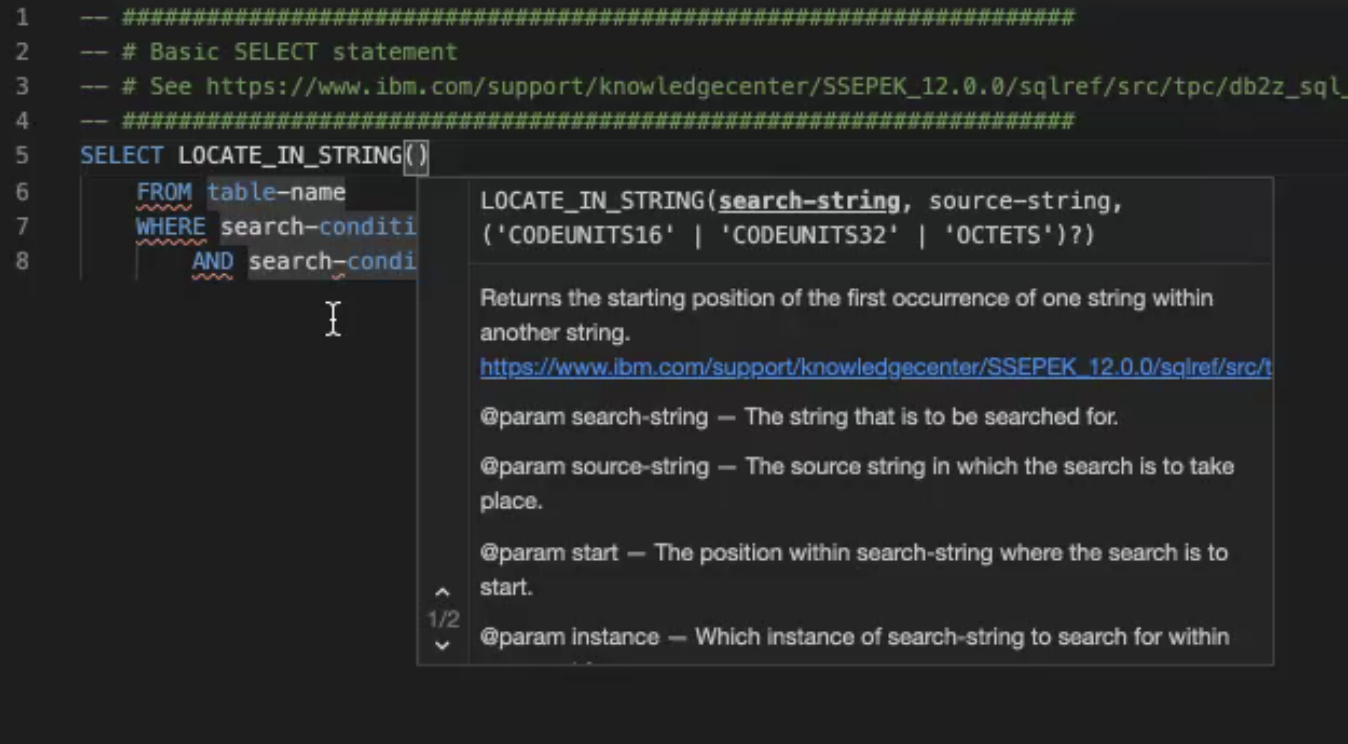 1 -- ####################################################################
2 -- # Basic SELECT statement
3 -- # See https://www.ibm.com/support/knowledgecenter/SSEPEK_12.0.0/sqlref/src/tpc/db2z_sql_
4 -- ####################################################################
5 SELECT LOCATE_IN_STRING()
6 FROM table-name
7 WHERE search-conditi
8 AND search-condi
LOCATE_IN_STRING(search-string, source-string,
('CODEUNITS16' | 'CODEUNITS32' | 'OCTETS')?)
Returns the starting position of the first occurrence of one string within
another string.
https://www.ibm.com/support/knowledgecenter/SSEPEK_12.0.0/sqlref/src/t
@param search-string — The string that is to be searched for.
@param source-string — The source string in which the search is to take
place.
@param start — The position within search-string where the search is to
start.
1/2
@param instance — Which instance of search-string to search for within